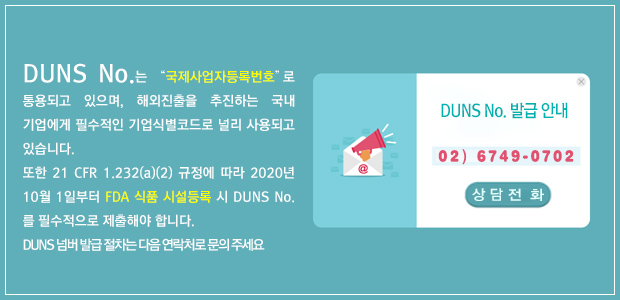 DUNS No.는 “국제사업자등록번호”로
통용되고 있으며, 해외진출을 추진하는 국내
기업에게 필수적인 기업식별코드로 널리 사용되고
있습니다.
또한 21 CFR 1.232(a)(2) 규정에 따라 2020년
10월 1일부터 FDA 식품 시설등록 시 DUNS No.
를 필수적으로 제출해야 합니다.
DUNS 넘버 발급 절차는 다음 연락처로 문의 주세요
@
DUNS No. 발급 안내
02) 6749-0702
상담전화